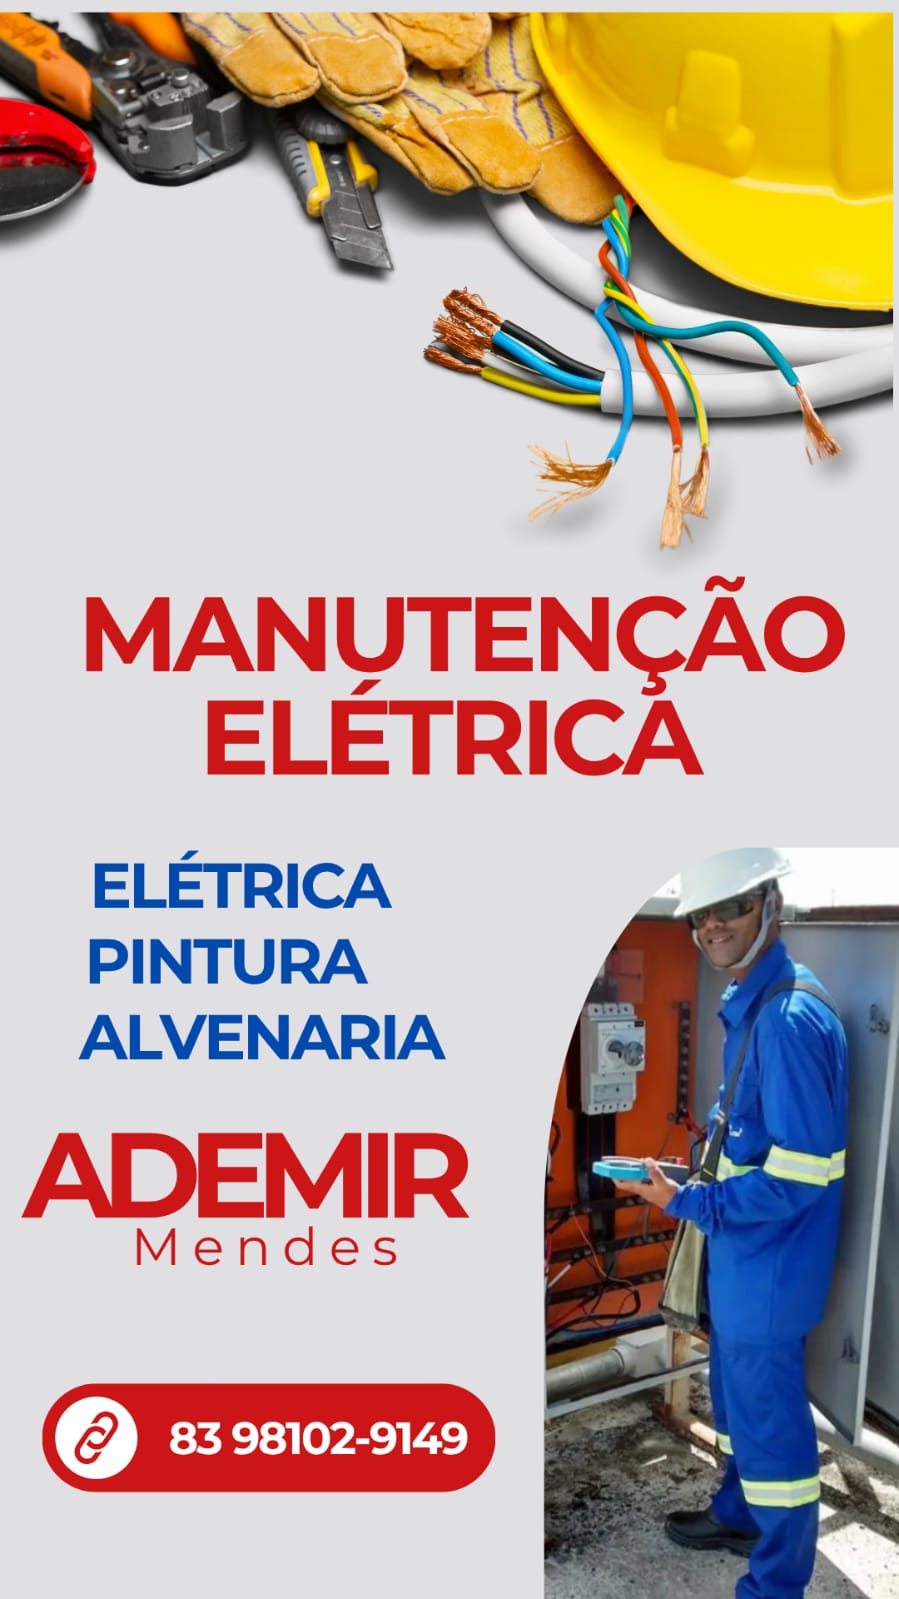 MANUTENÇÃO
ELÉTRICA
ELÉTRICA
PINTURA
ALVENARIA
ADEMIR
Mendes
83 98102-9149